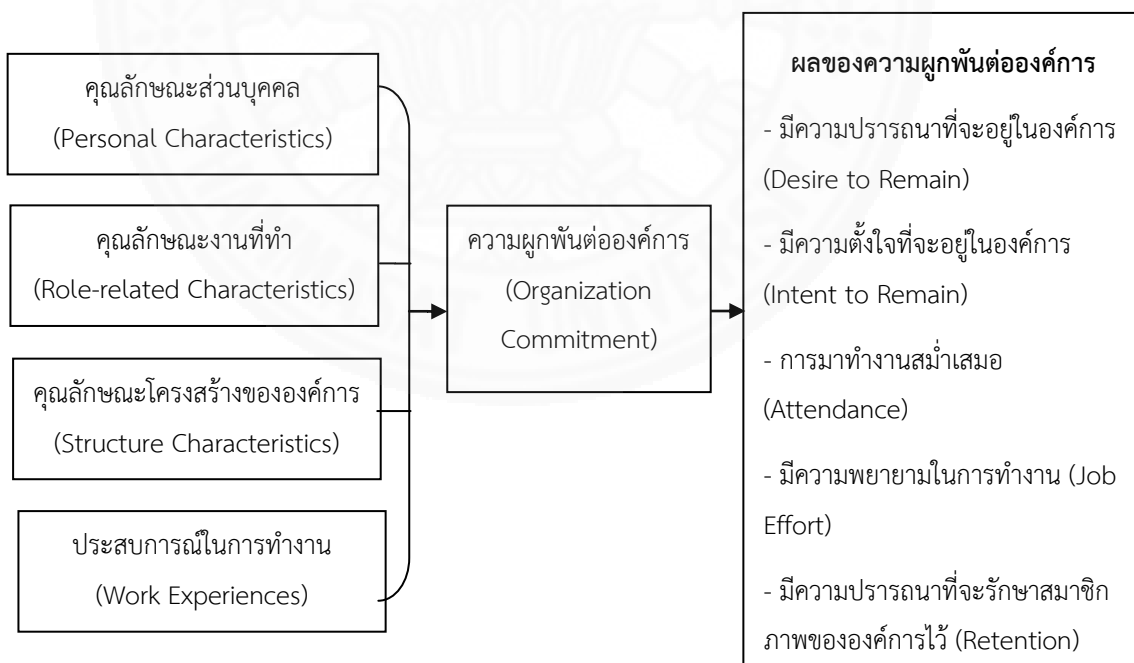 คุณลักษณะส่วนบุคคล
(Personal Characteristics)
คุณลักษณะงานที่ทำ
(Role-related Characteristics)
คุณลักษณะโครงสร้างขององค์การ
(Structure Characteristics)
ประสบการณ์ในการทำงาน
(Work Experiences)
ความผูกพันต่อองค์การ
(Organization
Commitment)
ผลของความผูกพันต่อองค์การ
- มีความปรารถนาที่จะอยู่ในองค์การ
(Desire to Remain)
- มีความตั้งใจที่จะอยู่ในองค์การ
(Intent to Remain)
- การมาทำงานสม่ำเสมอ
(Attendance)
- มีความพยายามในการทำงาน (Job
Effort)
- มีความปรารถนาที่จะรักษาสมาชิก
ภาพขององค์การไว้ (Retention)